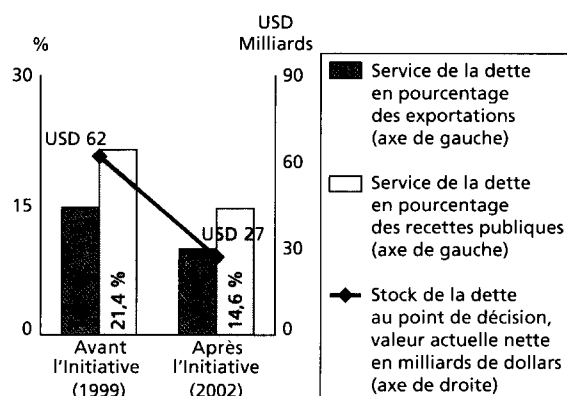 USD
% Milliards
30
90
USD 62
60
15
USD 27
30
21,4 %
14,6 %
0
0
Avant
l'Initiative
(1999)
Après
l'Initiative
(2002)
Service de la dette
en pourcentage
des exportations
(axe de gauche)
Service de la dette
en pourcentage
des recettes publiques
(axe de gauche)
Stock de la dette
au point de décision,
valeur actuelle nette
en milliards de dollars
(axe de droite)